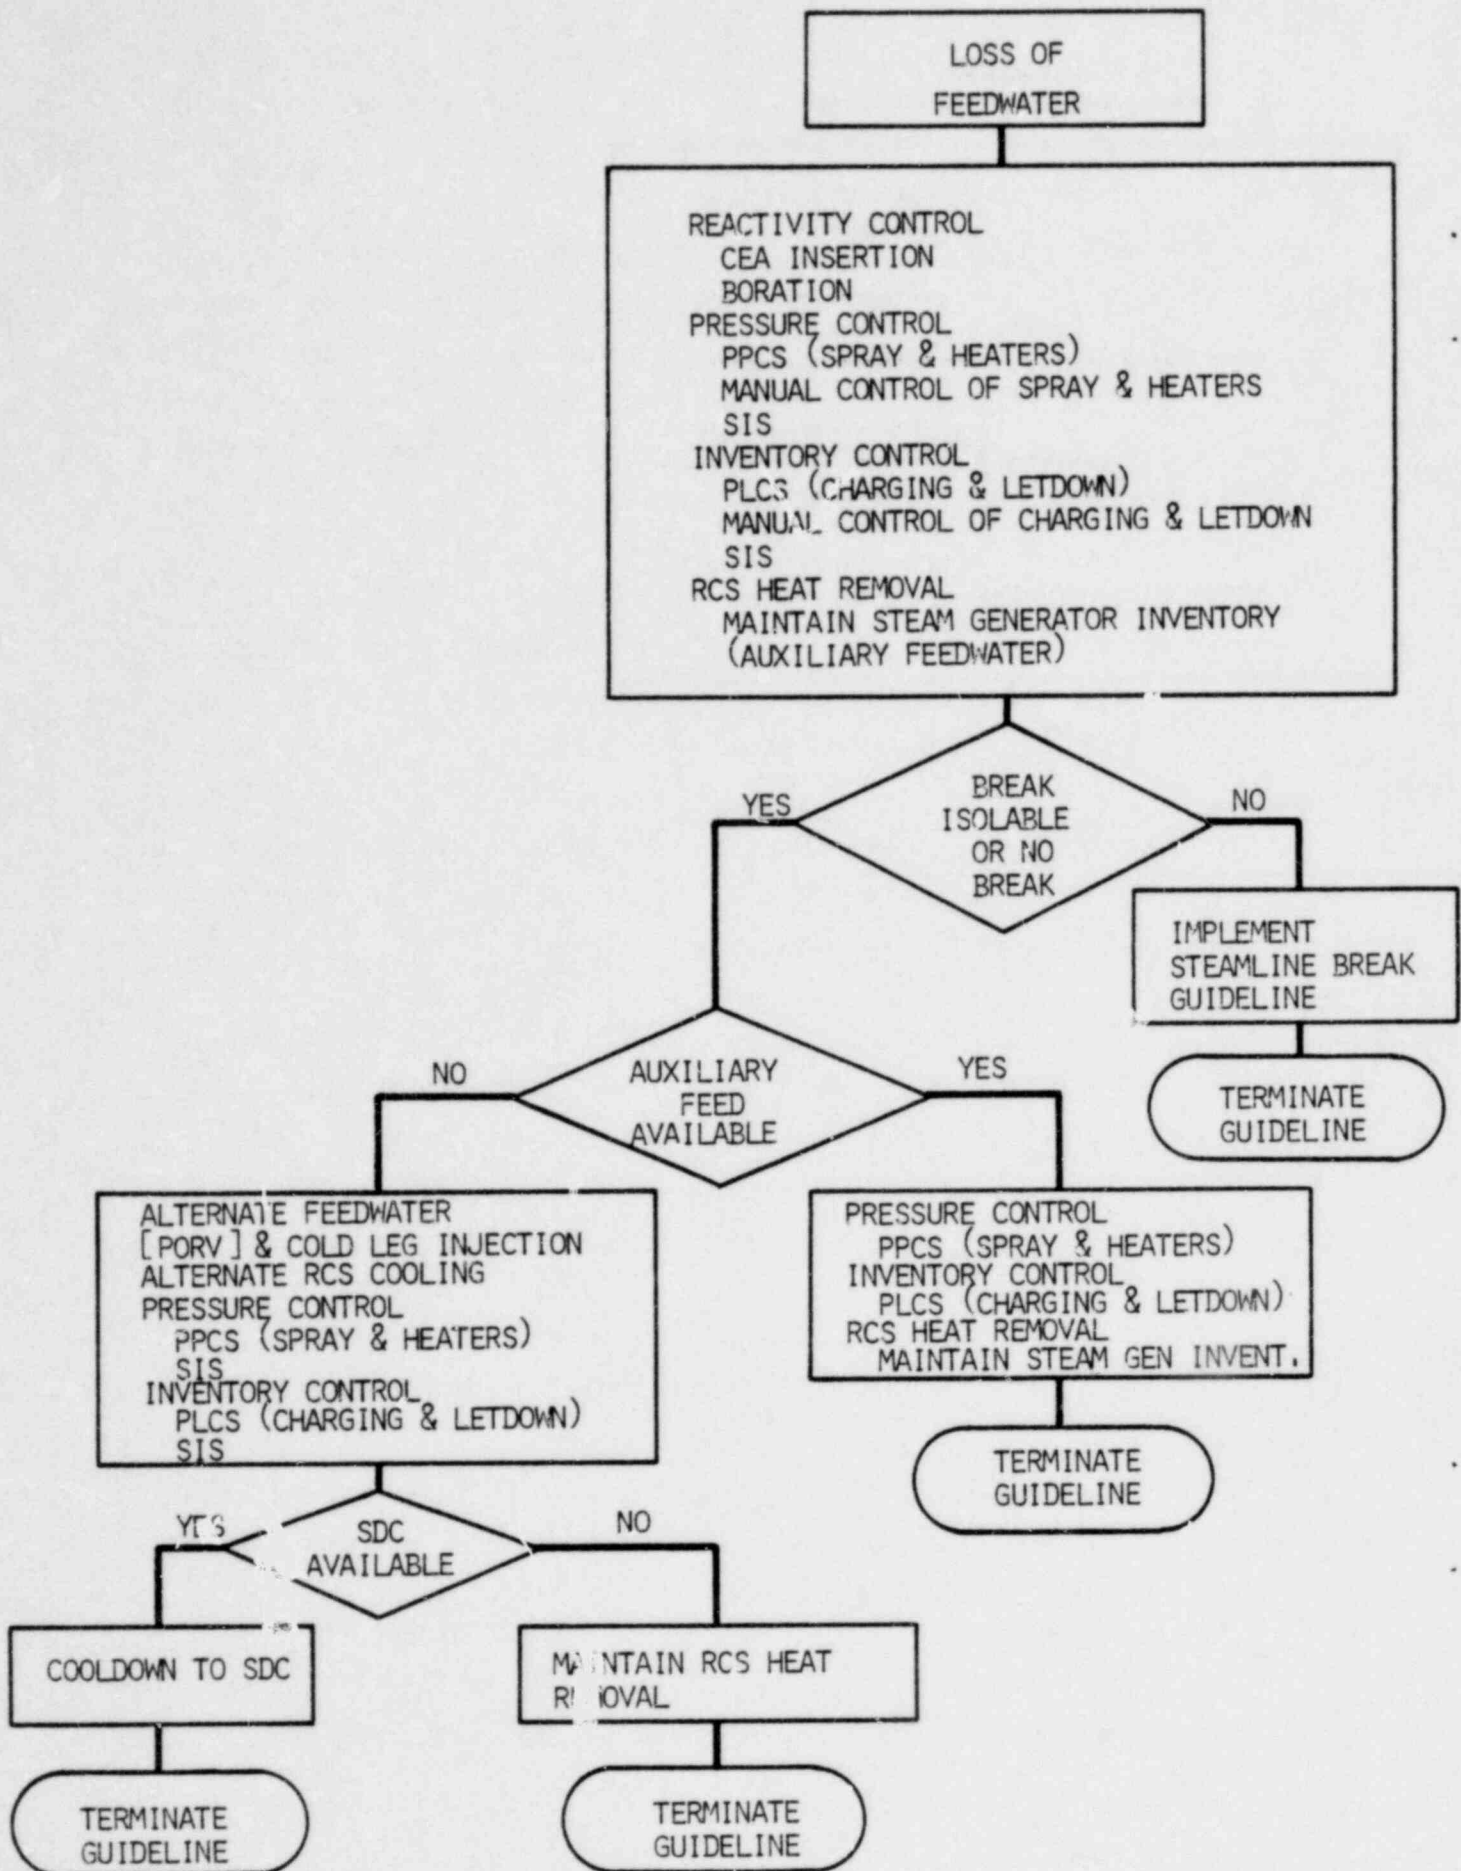 LOSS OF
FEEDWATER
REACTIVITY CONTROL
CEA INSERTION
BORATION
PRESSURE CONTROL
PPCS (SPRAY & HEATERS)
MANUAL CONTROL OF SPRAY & HEATERS
SIS
INVENTORY CONTROL
PLCS (CHARGING & LETDOWN)
MANUAL CONTROL OF CHARGING & LETDOWN
SIS
RCS HEAT REMOVAL
MAINTAIN STEAM GENERATOR INVENTORY
(AUXILIARY FEEDWATER)
BREAK
ISOLABLE
OR NO
BREAK
YES
NO
IMPLEMENT
STEAMLINE BREAK
GUIDELINE
TERMINATE
GUIDELINE
AUXILIARY
FEED
AVAILABLE
NO
YES
ALTERNATE FEEDWATER
[PORV] & COLD LEG INJECTION
ALTERNATE RCS COOLING
PRESSURE CONTROL
PPCS (SPRAY & HEATERS)
SIS
INVENTORY CONTROL
PLCS (CHARGING & LETDOWN)
SIS
PRESSURE CONTROL
PPCS (SPRAY & HEATERS)
INVENTORY CONTROL
PLCS (CHARGING & LETDOWN)
RCS HEAT REMOVAL
MAINTAIN STEAM GEN INVENT.
TERMINATE
GUIDELINE
SDC
AVAILABLE
YES
NO
COOLDOWN TO SDC
MAINTAIN RCS HEAT
REMOVAL
TERMINATE
GUIDELINE
TERMINATE
GUIDELINE